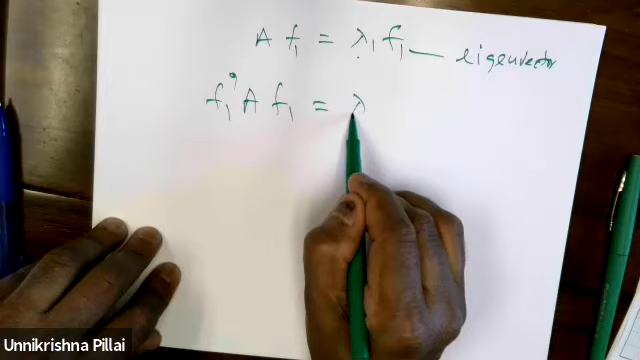 A f₁ = λ₁ f₁ — eigenvector
f₁* A f₁ = λ
Unnikrishna Pillai